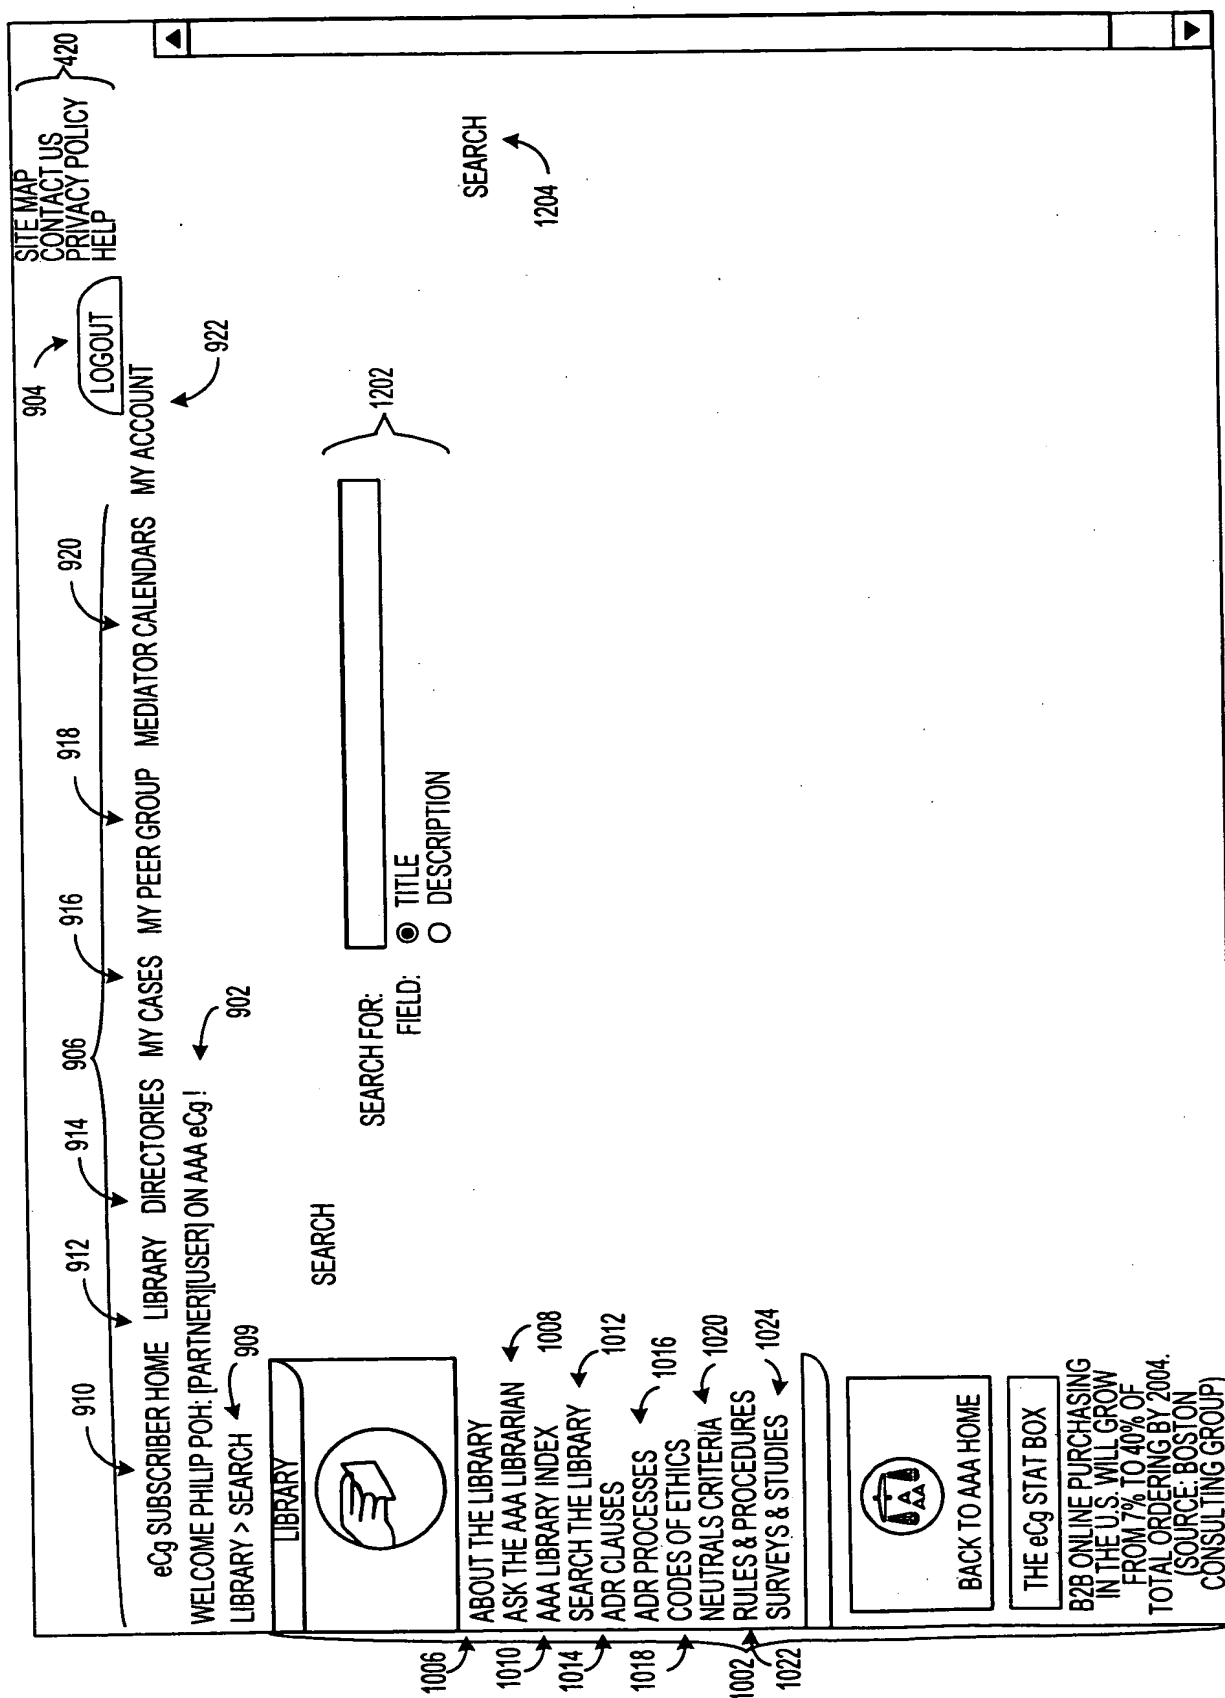 SITE MAP
CONTACT US
PRIVACY POLICY
HELP
420
904
LOGOUT
910
912
914
906
916
918
920
eCg SUBSCRIBER HOME LIBRARY DIRECTORIES MY CASES MY PEER GROUP MEDIATOR CALENDARS MY ACCOUNT
922
WELCOME PHILIP POH: [PARTNER][USER] ON AAA eCg !
902
LIBRARY > SEARCH
909
LIBRARY
SEARCH
SEARCH FOR:
FIELD:
TITLE
DESCRIPTION
1202
SEARCH
1204
1006
ABOUT THE LIBRARY
ASK THE AAA LIBRARIAN
1008
1010
AAA LIBRARY INDEX
SEARCH THE LIBRARY
1012
1014
ADR CLAUSES
ADR PROCESSES
1016
1018
CODES OF ETHICS
NEUTRALS CRITERIA
1020
1002
1022
RULES & PROCEDURES
SURVEYS & STUDIES
1024
BACK TO AAA HOME
THE eCg STAT BOX
B2B ONLINE PURCHASING
IN THE U.S. WILL GROW
FROM 7% TO 40% OF
TOTAL ORDERING BY 2004.
(SOURCE: BOSTON
CONSULTING GROUP)